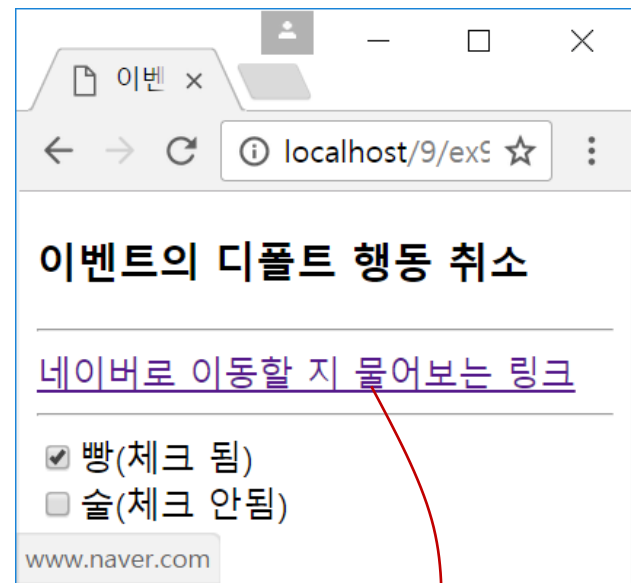 이벤
localhost/9/ex9
이벤트의 디폴트 행동 취소
네이버로 이동할 지 물어보는 링크
빵(체크 됨)
술(체크 안됨)
www.naver.com